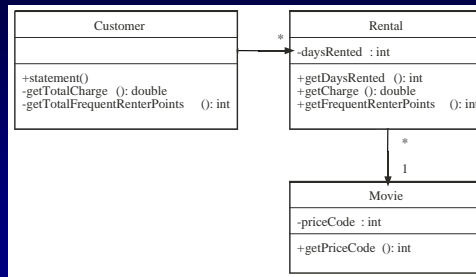 Customer
+statement()
-getTotalCharge (): double
-getTotalFrequentRenterPoints (): int
*
Rental
-daysRented : int
+getDaysRented (): int
+getCharge (): double
+getFrequentRenterPoints (): int
*
1
Movie
-priceCode : int
+getPriceCode (): int